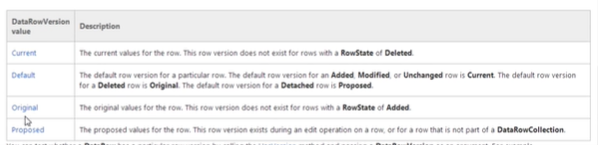 DataRowVersion
value
Description
Current
The current values for the row. This row version does not exist for rows with a RowState of Deleted.
Default
The default row version for a particular row. The default row version for an Added, Modified, or Unchanged row is Current. The default row version
for a Deleted row is Original. The default row version for a Detached row is Proposed.
Original
The original values for the row. This row version does not exist for rows with a RowState of Added.
Proposed
The proposed values for the row. This row version exists during an edit operation on a row, or for a row that is not part of a DataRowCollection.